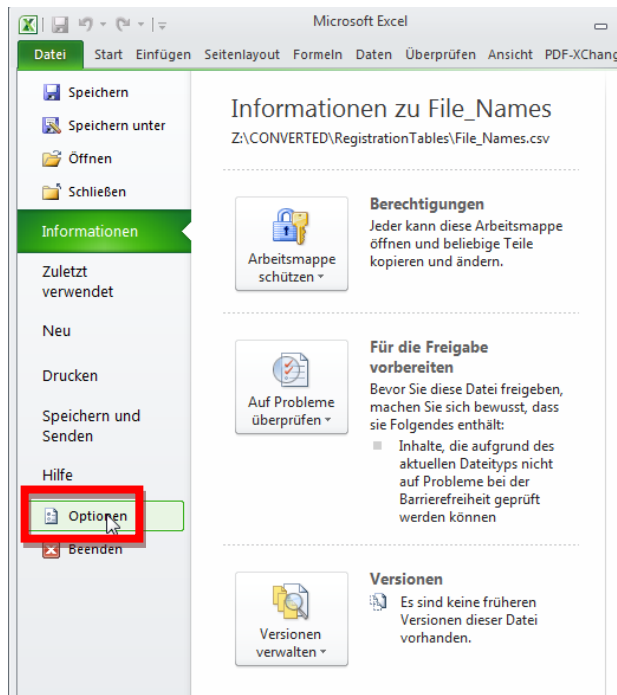 Microsoft Excel
Datei Start Einfügen Seitenlayout Formeln Daten Überprüfen Ansicht PDF-XChang
Speichern
Speichern unter
Öffnen
Schließen
Informationen
Zuletzt
verwendet
Neu
Drucken
Speichern und
Senden
Hilfe
Optionen
Beenden
Informationen zu File_Names
Z:\CONVERTED\RegistrationTables\File_Names.csv
Arbeitsmappe
schützen
Berechtigungen
Jeder kann diese Arbeitsmappe
öffnen und beliebige Teile
kopieren und ändern.
Auf Probleme
überprüfen
Für die Freigabe
vorbereiten
Bevor Sie diese Datei freigeben,
machen Sie sich bewusst, dass
sie Folgendes enthält:
Inhalte, die aufgrund des
aktuellen Dateityps nicht
auf Probleme bei der
Barrierefreiheit geprüft
werden können
Versionen
verwalten
Versionen
Es sind keine früheren
Versionen dieser Datei
vorhanden.